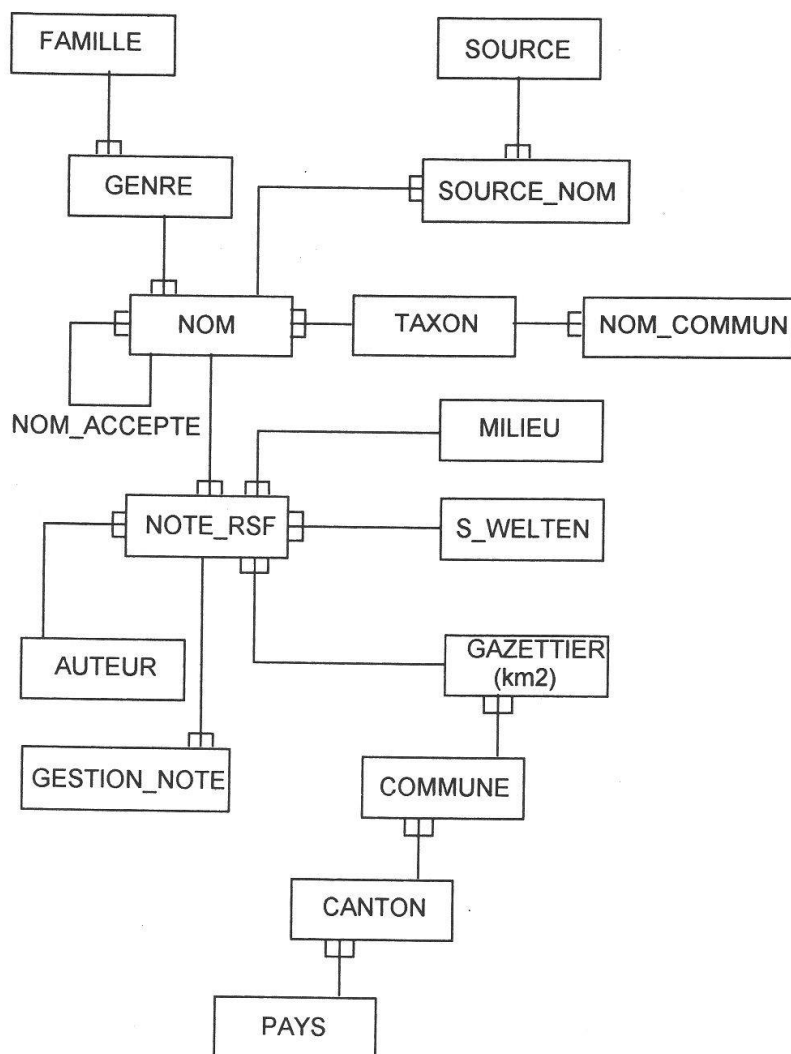 FAMILLE
SOURCE
GENRE
SOURCE_NOM
NOM
TAXON
NOM_COMMUN
NOM_ACCEPTE
MILIEU
NOTE_RSF
S_WELTEN
AUTEUR
GAZETTIER
(km2)
GESTION_NOTE
COMMUNE
CANTON
PAYS